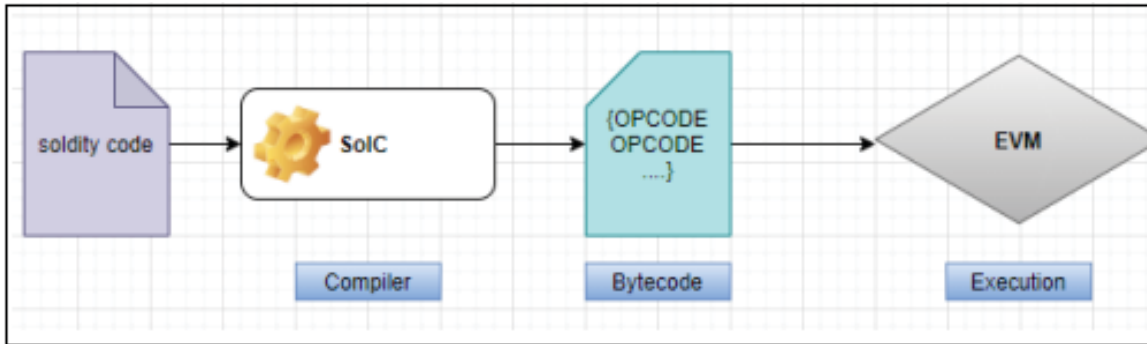 soldity code
SolC
{OPCODE
OPCODE
....}
EVM
Compiler
Bytecode
Execution